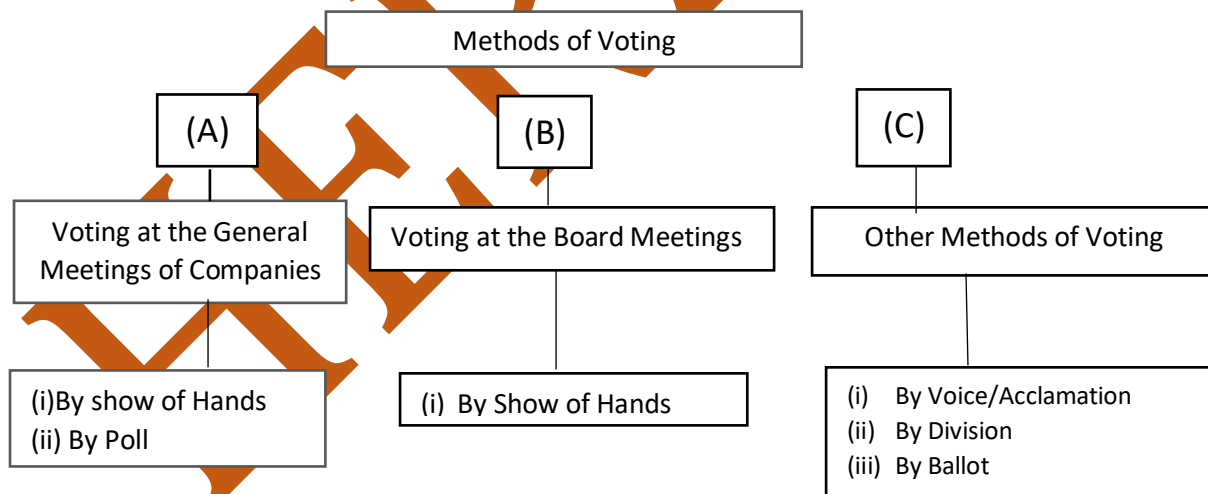 Methods of Voting
(A)
(B)
(C)
Voting at the General
Meetings of Companies
Voting at the Board Meetings
Other Methods of Voting
(i)By show of Hands
(ii) By Poll
(i) By Show of Hands
(i) By Voice/Acclamation
(ii) By Division
(iii) By Ballot